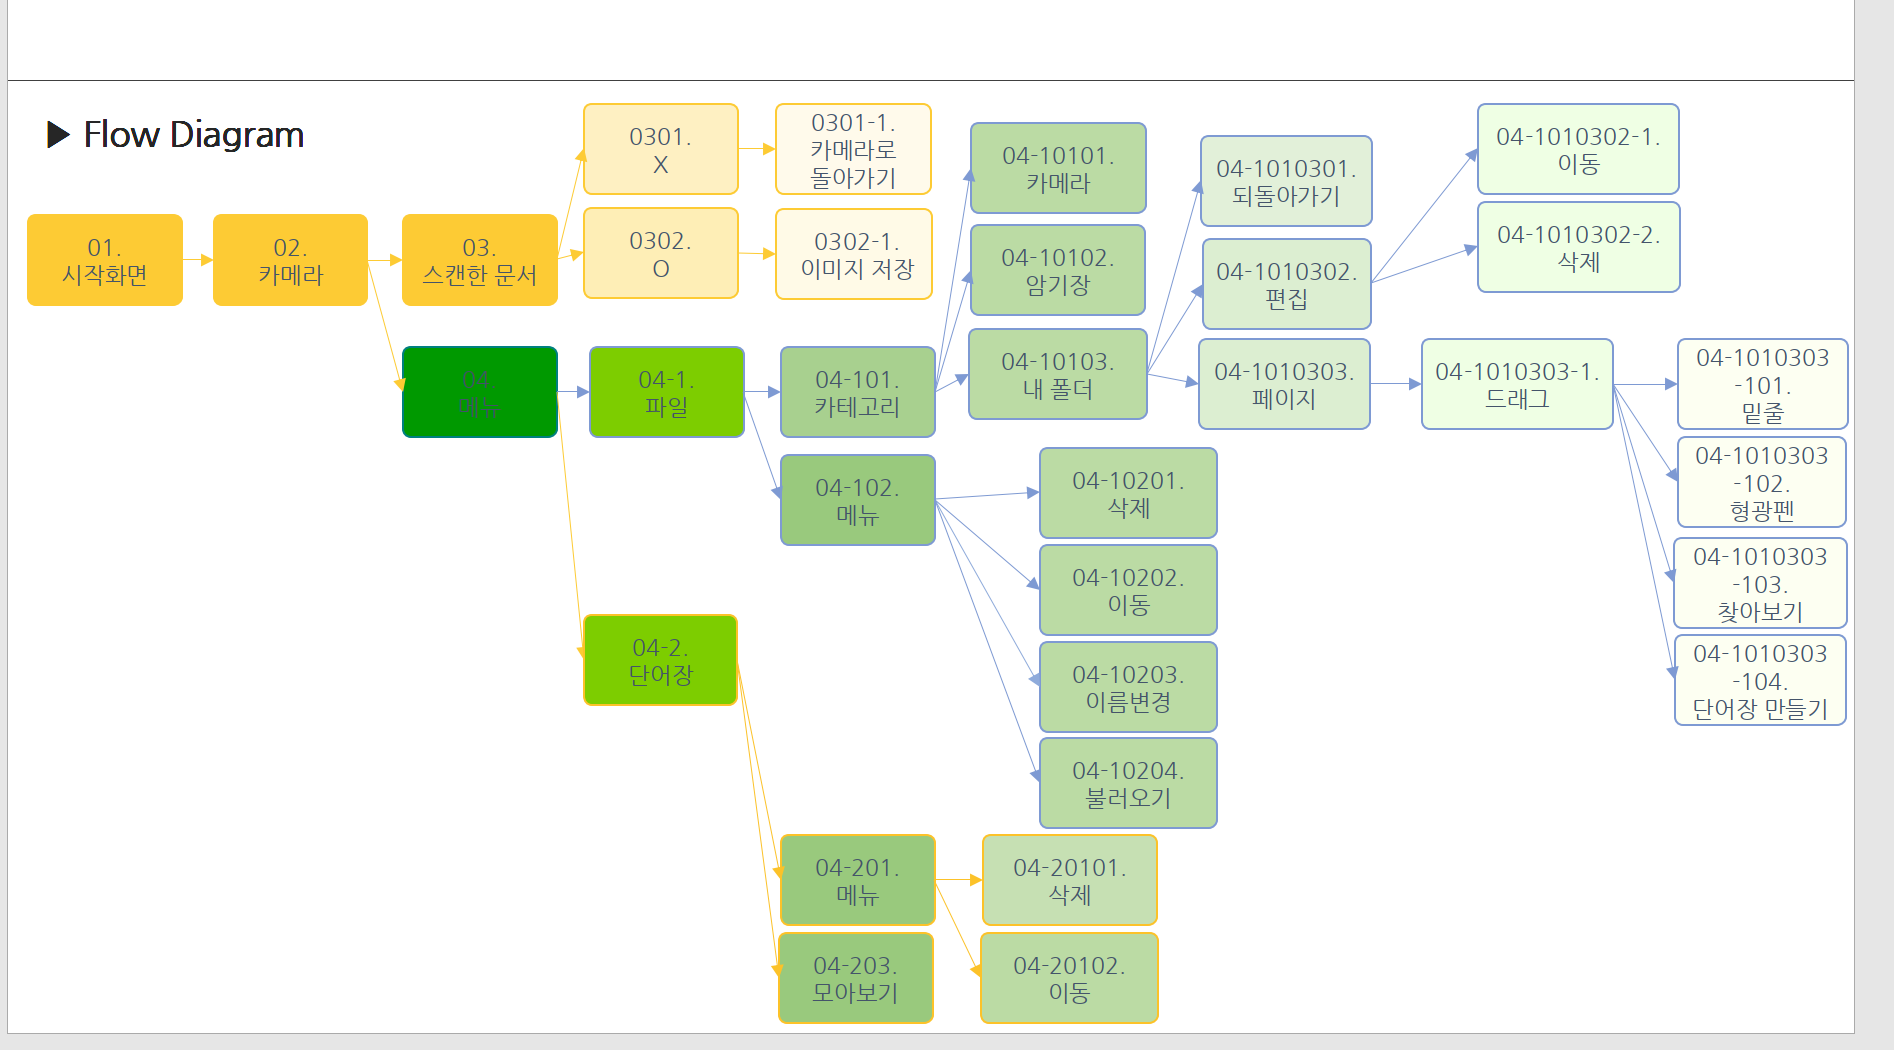 ▶ Flow Diagram
01.
시작화면
02.
카메라
03.
스캔한 문서
0301.
X
0301-1.
카메라로
돌아가기
0302.
O
0302-1.
이미지 저장
04.
메뉴
04-1.
파일
04-101.
카테고리
04-10101.
카메라
04-10102.
암기장
04-10103.
내 폴더
04-1010301.
되돌아가기
04-1010302.
편집
04-1010302-1.
이동
04-1010302-2.
삭제
04-1010303.
페이지
04-1010303-1.
드래그
04-1010303
-101.
밑줄
04-1010303
-102.
형광펜
04-1010303
-103.
찾아보기
04-1010303
-104.
단어장 만들기
04-102.
메뉴
04-10201.
삭제
04-10202.
이동
04-10203.
이름변경
04-10204.
불러오기
04-2.
단어장
04-201.
메뉴
04-20101.
삭제
04-20102.
이동
04-203.
모아보기